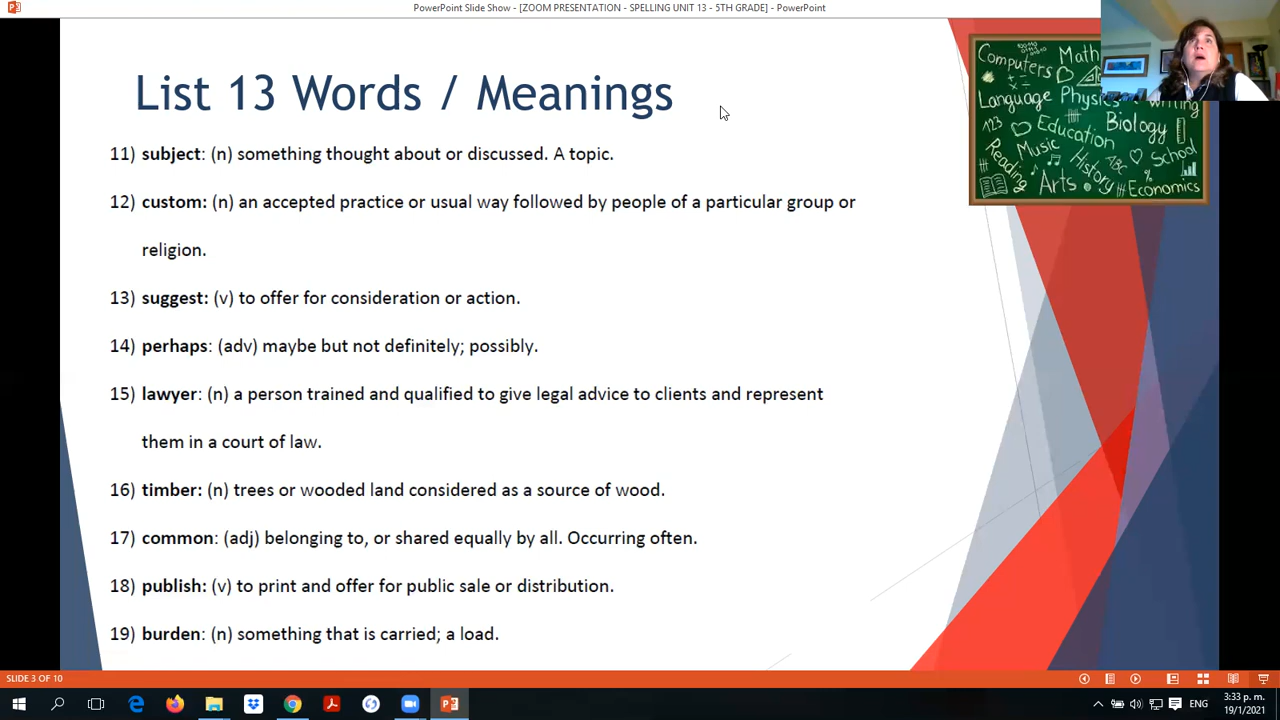 PowerPoint Slide Show - [ZOOM PRESENTATION - SPELLING UNIT 13 - 5TH GRADE] - PowerPoint
List 13 Words / Meanings
11) subject: (n) something thought about or discussed. A topic.
12) custom: (n) an accepted practice or usual way followed by people of a particular group or
religion.
13) suggest: (v) to offer for consideration or action.
14) perhaps: (adv) maybe but not definitely; possibly.
15) lawyer: (n) a person trained and qualified to give legal advice to clients and represent
them in a court of law.
16) timber: (n) trees or wooded land considered as a source of wood.
17) common: (adj) belonging to, or shared equally by all. Occurring often.
18) publish: (v) to print and offer for public sale or distribution.
19) burden: (n) something that is carried; a load.
Computers Math
Language Physics Writing
123 Education Biology
Reading Music ABC School
History %
Arts Economics
SLIDE 3 OF 10
ENG
3:33 p. m.
19/1/2021